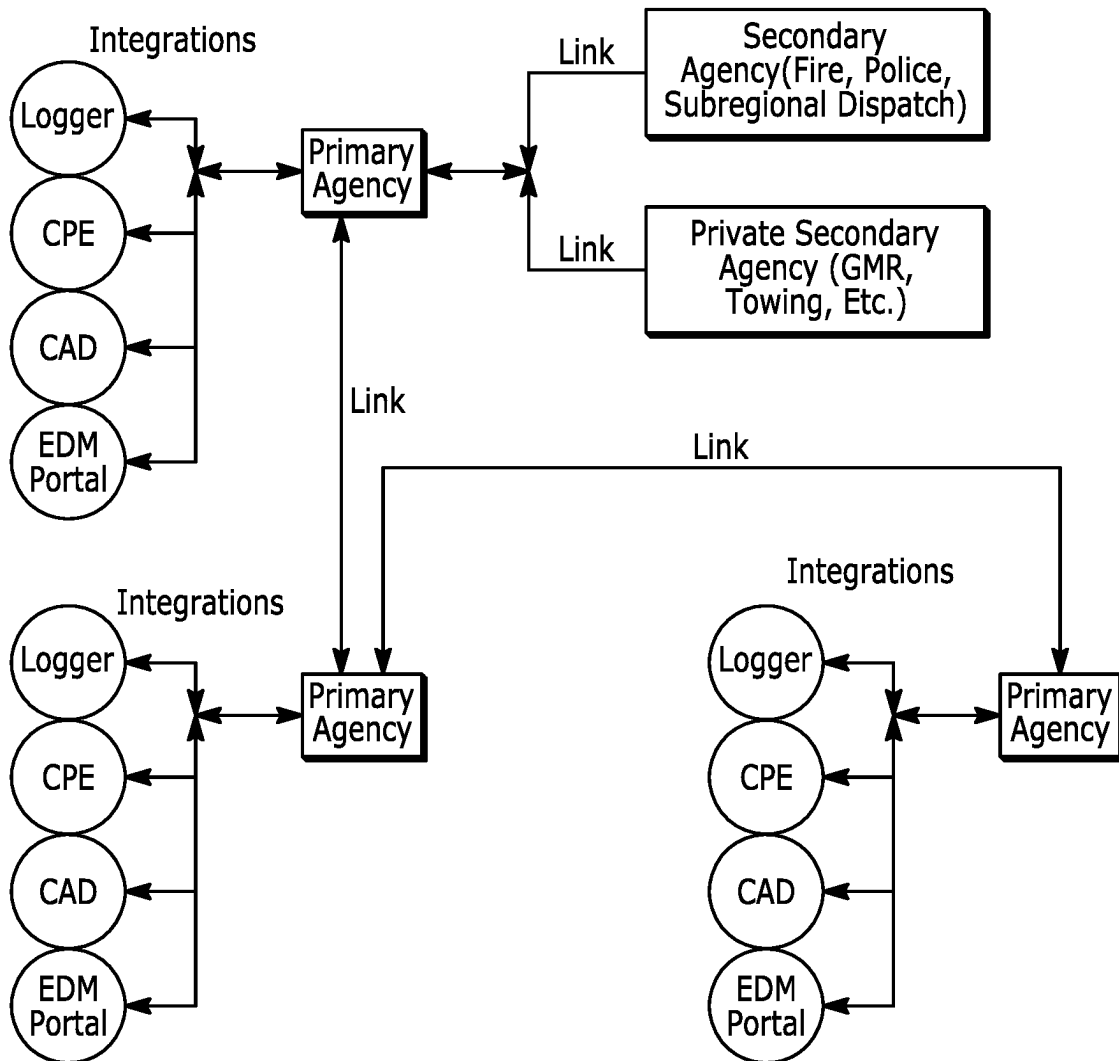 Integrations
Logger
CPE
CAD
EDM
Portal
Primary
Agency
Link
Secondary
Agency(Fire, Police,
Subregional Dispatch)
Link
Private Secondary
Agency (GMR,
Towing, Etc.)
Link
Link
Integrations
Logger
CPE
CAD
EDM
Portal
Primary
Agency
Integrations
Logger
CPE
CAD
EDM
Portal
Primary
Agency